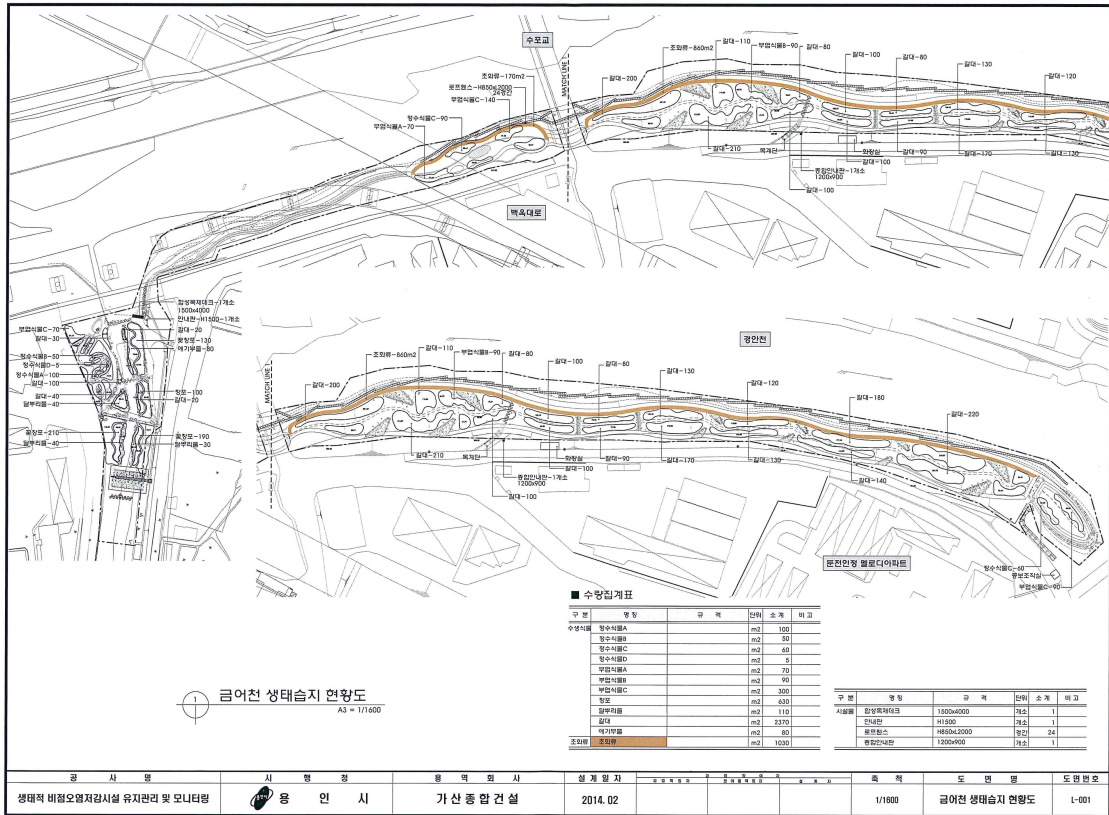 수포교
MATCH LINE
조화류-170m2
로프휀스-H850xL2000
24경간
부엽식물C-140
정수식물C-90
부엽식물A-70
백옥대로
갈대-200
조화류-860m2
갈대-110
부엽식물B-90
갈대-80
갈대-100
갈대-80
갈대-130
갈대-120
갈대-210
목계단
종합안내판-1개소
1200x900
갈대-100
화장실
갈대-100
갈대-90
갈대-170
갈대-130
합성목재데크-1개소
1500x4000
안내판-H1500-1개소
갈대-20
꽃창포-130
애기부들-80
창포-100
갈대-20
꽃창포-190
달뿌리풀-30
부엽식물C-70
갈대-30
정수식물B-50
정수식물D-5
정수식물A-100
갈대-100
갈대-40
달뿌리풀-40
꽃창포-210
달뿌리풀-40
경안천
MATCH LINE
갈대-200
조화류-860m2
갈대-110
부엽식물B-90
갈대-80
갈대-100
갈대-80
갈대-130
갈대-120
갈대-180
갈대-220
갈대-210
목계단
종합안내판-1개소
1200x900
갈대-100
화장실
갈대-100
갈대-90
갈대-170
갈대-130
갈대-140
정수식물C-60
중보조작실
부엽식물C-90
둔전인정 멜로디아파트
■ 수량집계표
구 분 명 칭 규 격 단위 소 계 비 고
수생식물 정수식물A m2 100
정수식물B m2 50
정수식물C m2 60
정수식물D m2 5
부엽식물A m2 70
부엽식물B m2 90
부엽식물C m2 300
창포 m2 630
달뿌리풀 m2 110
갈대 m2 2370
애기부들 m2 80
조화류 조화류 m2 1030
구 분 명 칭 규 격 단위 소 계 비 고
시설물 합성목재데크 1500x4000 개소 1
안내판 H1500 개소 1
로프휀스 H850xL2000 경간 24
종합안내판 1200x900 개소 1
1 금어천 생태습지 현황도
A3 = 1/1600
공 사 명 시 행 청 용 역 회 사 설 계 일 자 축 척 도 면 명 도 면 번 호
생태적 비점오염저감시설 유지관리 및 모니터링 용 인 시 가 산 종 합 건 설 2014. 02 1/1600 금어천 생태습지 현황도 L-001